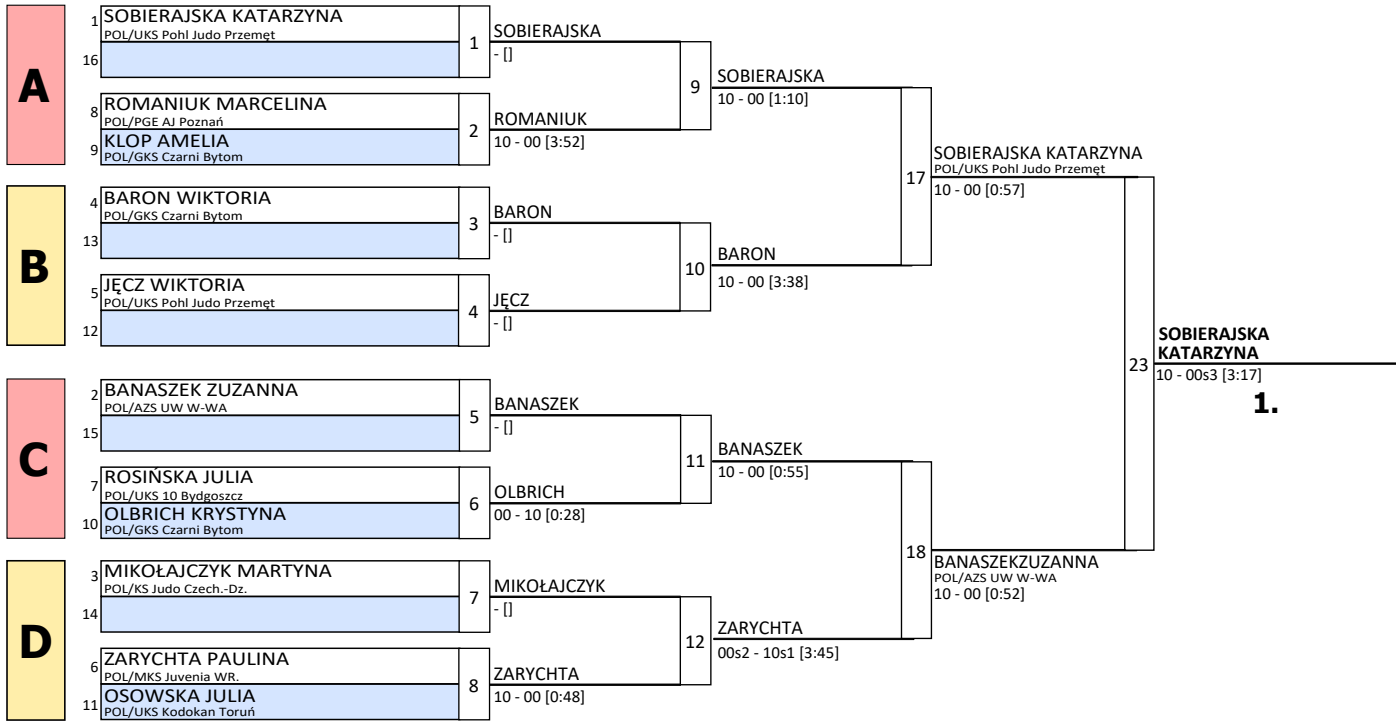 A
1 SOBIERAJSKA KATARZYNA
POL/UKS Pohl Judo Przemęt
16
1
8 ROMANIUK MARCELINA
POL/PGE AJ Poznań
9 KLOP AMELIA
POL/GKS Czarni Bytom
2
B
4 BARON WIKTORIA
POL/GKS Czarni Bytom
13
3
5 JĘCZ WIKTORIA
POL/UKS Pohl Judo Przemęt
12
4
C
2 BANASZEK ZUZANNA
POL/AZS UW W-WA
15
5
7 ROSIŃSKA JULIA
POL/UKS 10 Bydgoszcz
10 OLBRICH KRYSTYNA
POL/GKS Czarni Bytom
6
D
3 MIKOŁAJCZYK MARTYNA
POL/KS Judo Czech.-Dz.
14
7
6 ZARYCHTA PAULINA
POL/MKS Juvenia WR.
11 OSOWSKA JULIA
POL/UKS Kodokan Toruń
8
SOBIERAJSKA
- []
ROMANIUK
10 - 00 [3:52]
9
BARON
- []
JĘCZ
- []
10
BANASZEK
- []
OLBRICH
00 - 10 [0:28]
11
MIKOŁAJCZYK
- []
ZARYCHTA
10 - 00 [0:48]
12
SOBIERAJSKA
10 - 00 [1:10]
BARON
10 - 00 [3:38]
17
BANASZEK
10 - 00 [0:55]
ZARYCHTA
00s2 - 10s1 [3:45]
18
SOBIERAJSKA KATARZYNA
POL/UKS Pohl Judo Przemęt
10 - 00 [0:57]
BANASZEKZUZANNA
POL/AZS UW W-WA
10 - 00 [0:52]
23
SOBIERAJSKA
KATARZYNA
10 - 00s3 [3:17]
1.